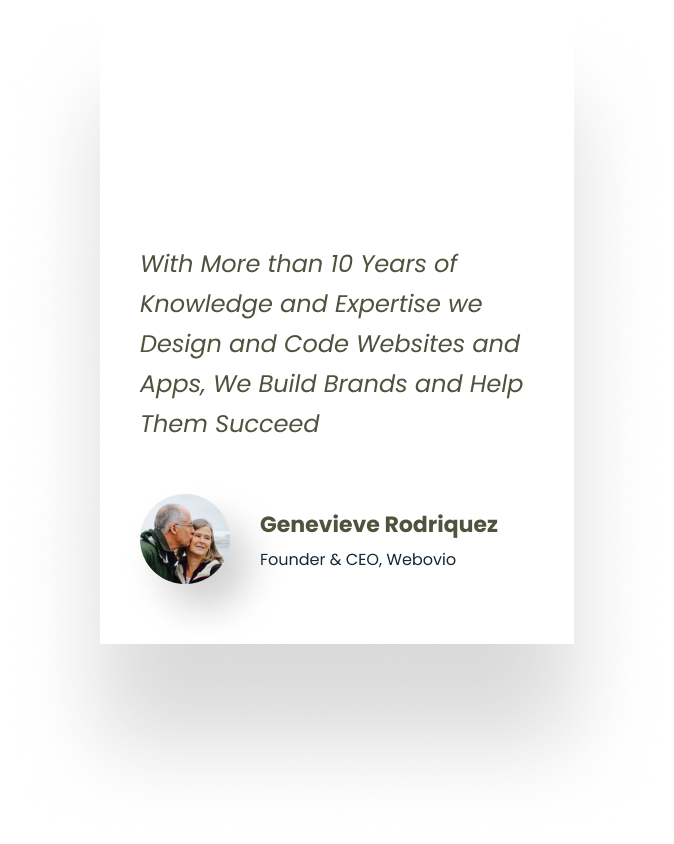 With More than 10 Years of
Knowledge and Expertise we
Design and Code Websites and
Apps, We Build Brands and Help
Them Succeed
Genevieve Rodriquez
Founder & CEO, Webovio